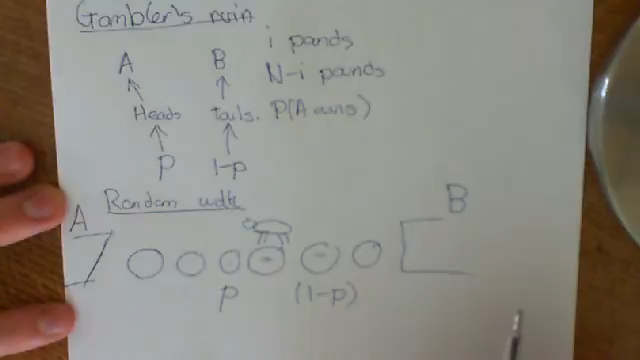 Gambler's ruin
A B i pounds
N-i pounds
Heads Tails. P(A wins)
P 1-p
Random walk
A B
p (1-p)